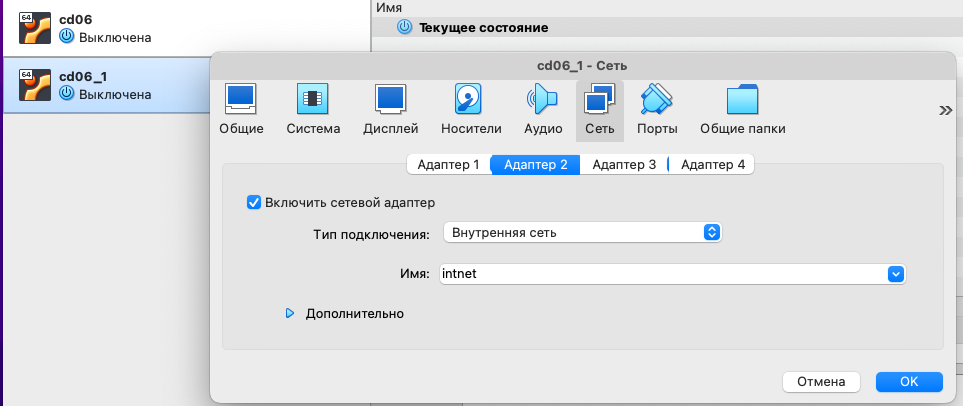 Имя
64
cd06
Выключена
Текущее состояние
64
cd06_1
Выключена
cd06_1 - Сеть
Общие
Система
Дисплей
Носители
Аудио
Сеть
Порты
Общие папки
»
Адаптер 1
Адаптер 2
Адаптер 3
Адаптер 4
Включить сетевой адаптер
Тип подключения:
Внутренняя сеть
Имя:
intnet
Дополнительно
Отмена
OK